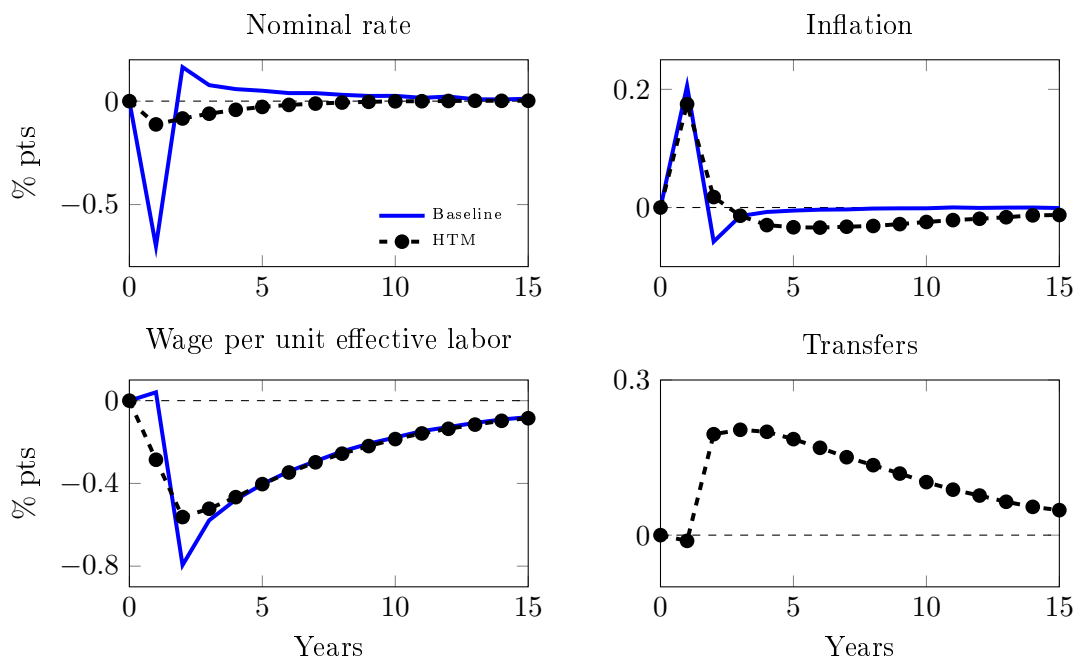 Nominal rate
Inflation
0
−0.5
% pts
Baseline
HTM
0 5 10 15
0.2
0
0 5 10 15
Wage per unit effective labor
Transfers
0
−0.4
−0.8
% pts
0 5 10 15
Years
0.3
0
0 5 10 15
Years